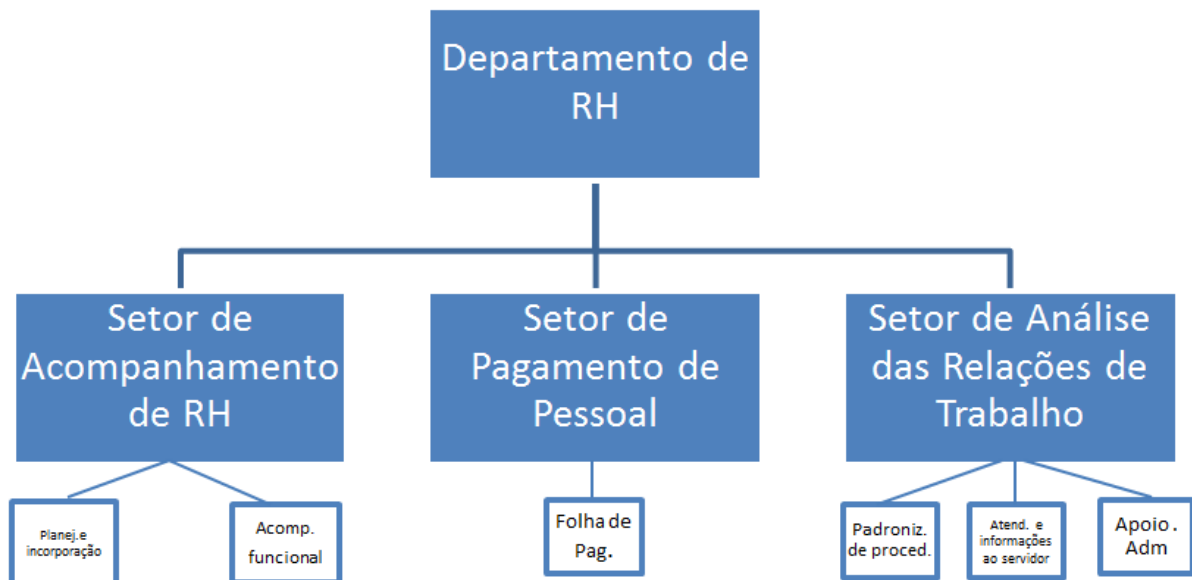 Departamento de
RH
Setor de
Acompanhamento
de RH
Setor de
Pagamento de
Pessoal
Setor de Análise
das Relações de
Trabalho
Planej.e
incorporação
Acomp.
funcional
Folha de
Pag.
Padroniz.
de proced.
Atend. e
informações
ao servidor
Apoio .
Adm